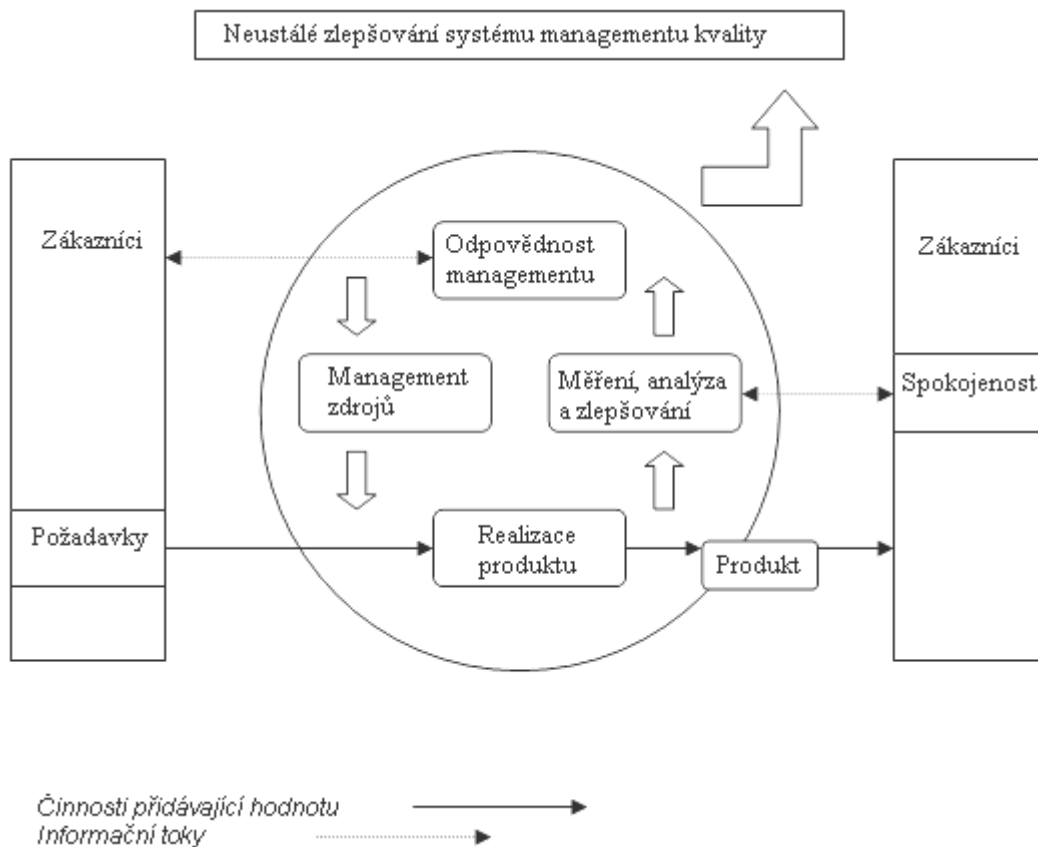 Neustálé zlepšování systému managementu kvality
Zákazníci
Odpovědnost
managementu
Zákazníci
Management
zdrojů
Měření, analýza
a zlepšování
Spokojenost
Požadavky
Realizace
produktu
Produkt
Činnosti přidávající hodnotu
Informační toky